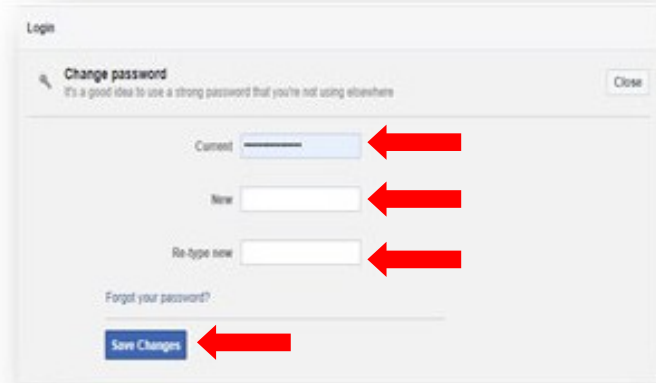 Login
Change password
It's a good idea to use a strong password that you're not using elsewhere
Close
Current
New
Re-type new
Forgot your password?
Save Changes